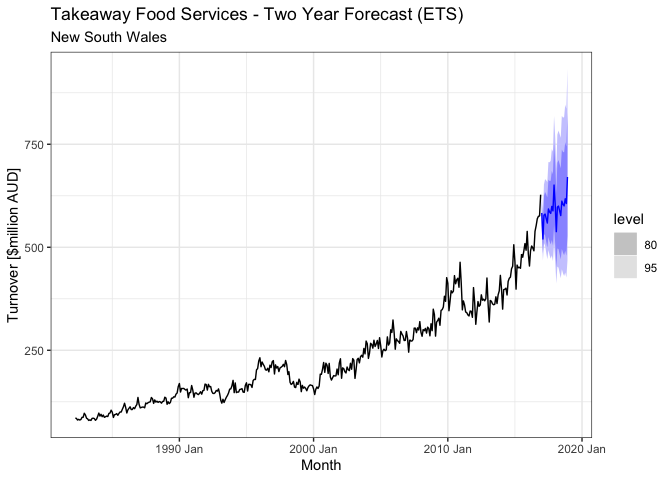 Takeaway Food Services - Two Year Forecast (ETS)
New South Wales
Turnover [$million AUD]
750
500
250
1990 Jan
2000 Jan
2010 Jan
2020 Jan
Month
level
80
95